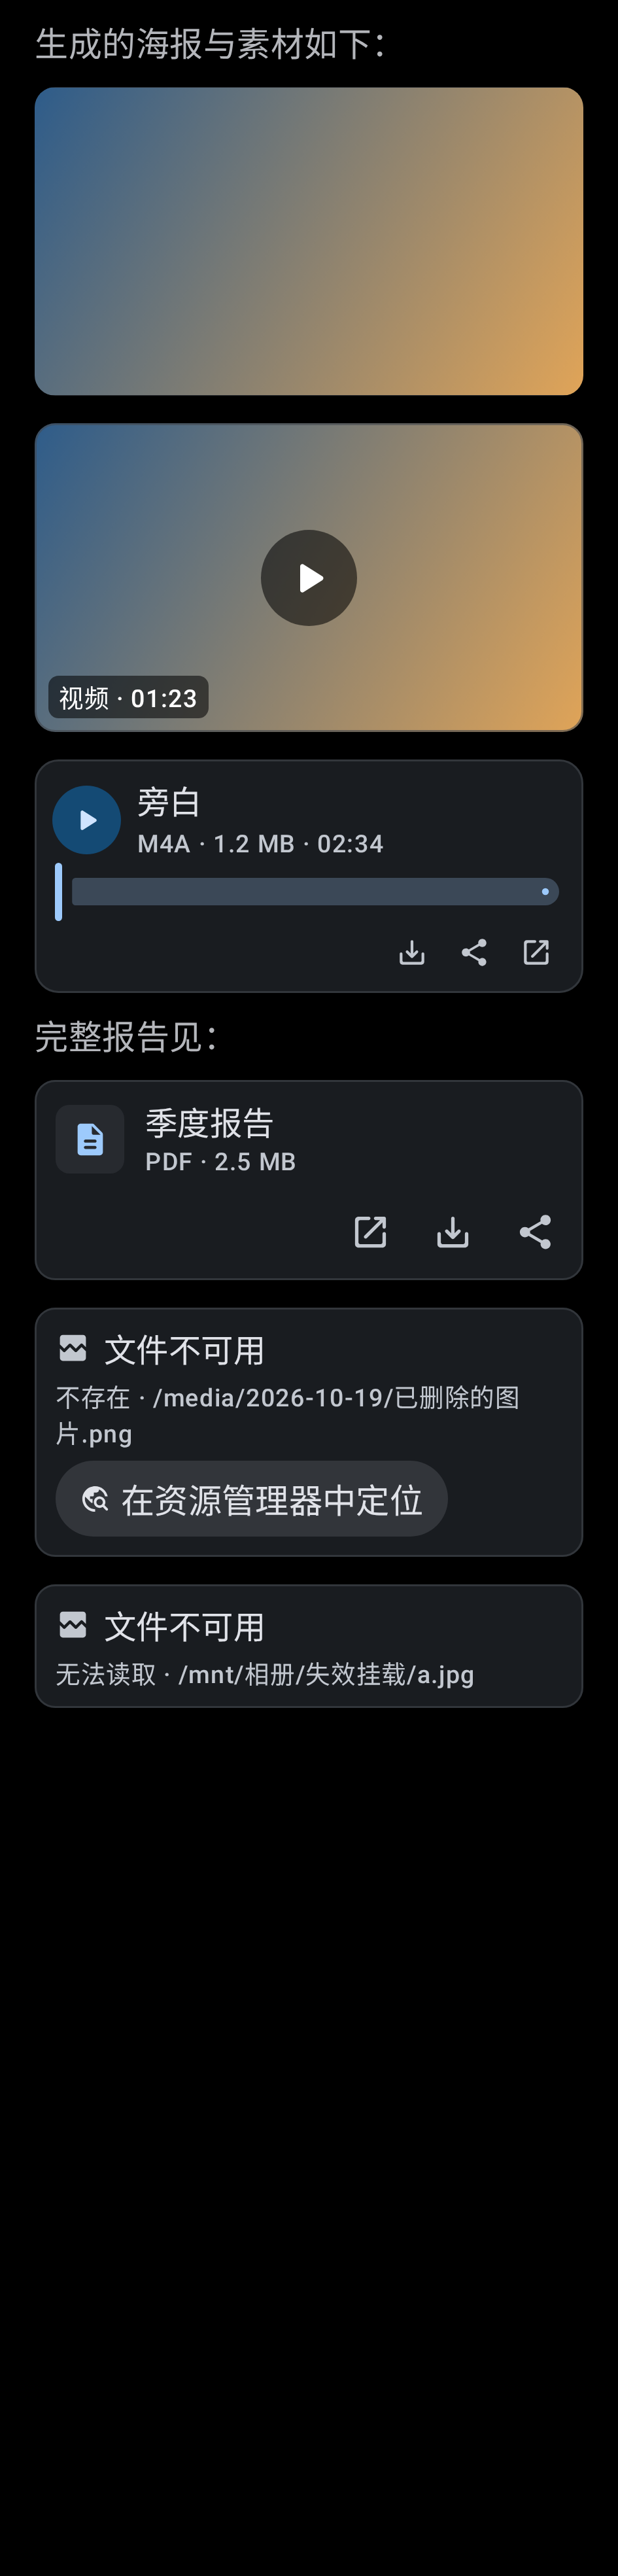 生成的海报与素材如下：
视频 · 01:23
旁白
M4A · 1.2 MB · 02:34
完整报告见：
季度报告
PDF · 2.5 MB
文件不可用
不存在 · /media/2026-10-19/已删除的图
片.png
在资源管理器中定位
文件不可用
无法读取 · /mnt/相册/失效挂载/a.jpg